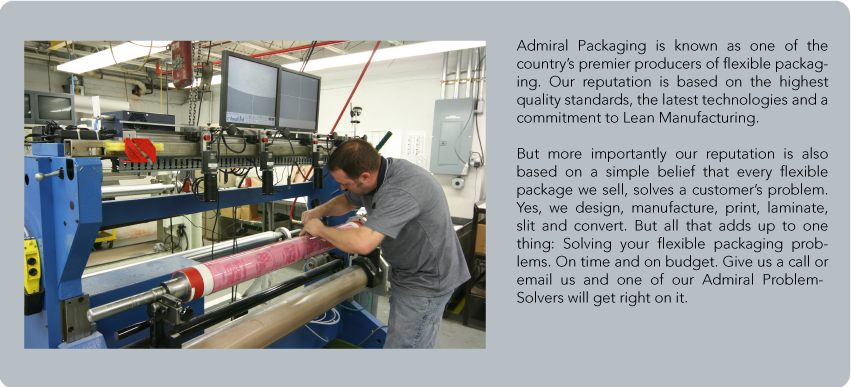 Admiral Packaging is known as one of the
country's premier producers of flexible packag-
ing. Our reputation is based on the highest
quality standards, the latest technologies and a
commitment to Lean Manufacturing.
But more importantly our reputation is also
based on a simple belief that every flexible
package we sell, solves a customer's problem.
Yes, we design, manufacture, print, laminate,
slit and convert. But all that adds up to one
thing: Solving your flexible packaging prob-
lems. On time and on budget. Give us a call or
email us and one of our Admiral Problem-
Solvers will get right on it.